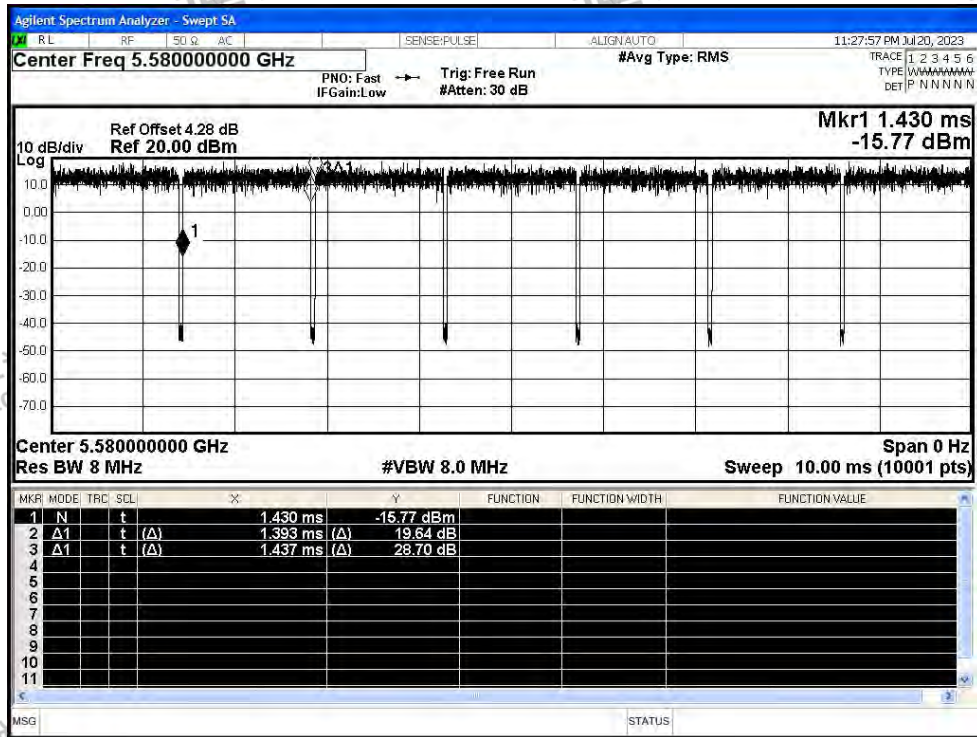 Agilent Spectrum Analyzer - Swept SA
LXI RL RF 50 Ω AC SENSE:PULSE ALIGN AUTO 11:27:57 PM Jul 20, 2023
Center Freq 5.580000000 GHz #Avg Type: RMS TRACE 1 2 3 4 5 6
PNO: Fast Trig: Free Run TYPE WWWWWW
IFGain:Low #Atten: 30 dB DET P N N N N N
Mkr1 1.430 ms
Ref Offset 4.28 dB
10 dB/div Ref 20.00 dBm -15.77 dBm
Log
3Δ1
10.0
0.00
1
-10.0
-20.0
-30.0
-40.0
-50.0
-60.0
-70.0
Center 5.580000000 GHz Span 0 Hz
Res BW 8 MHz #VBW 8.0 MHz Sweep 10.00 ms (10001 pts)
MKR MODE TRC SCL X Y FUNCTION FUNCTION WIDTH FUNCTION VALUE
1 N t 1.430 ms -15.77 dBm
2 Δ1 t (Δ) 1.393 ms (Δ) 19.64 dB
3 Δ1 t (Δ) 1.437 ms (Δ) 28.70 dB
4
5
6
7
8
9
10
11
MSG STATUS